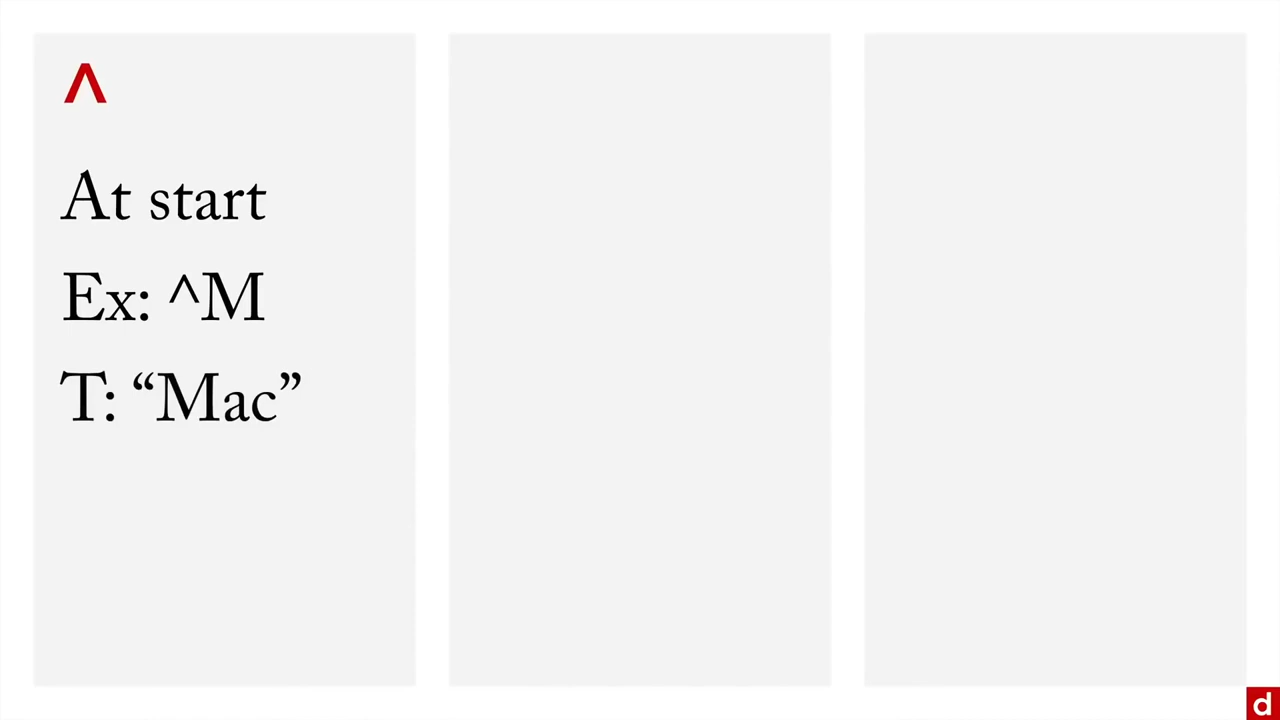 ^
At start
Ex: ^M
T: “Mac”
d